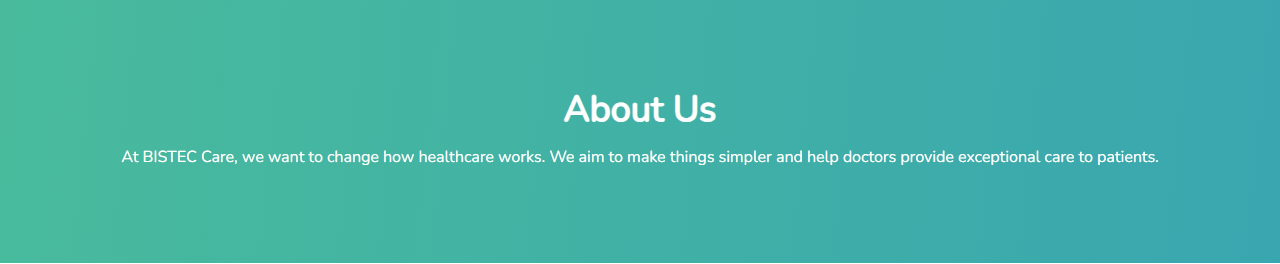 About Us
At BISTEC Care, we want to change how healthcare works. We aim to make things simpler and help doctors provide exceptional care to patients.